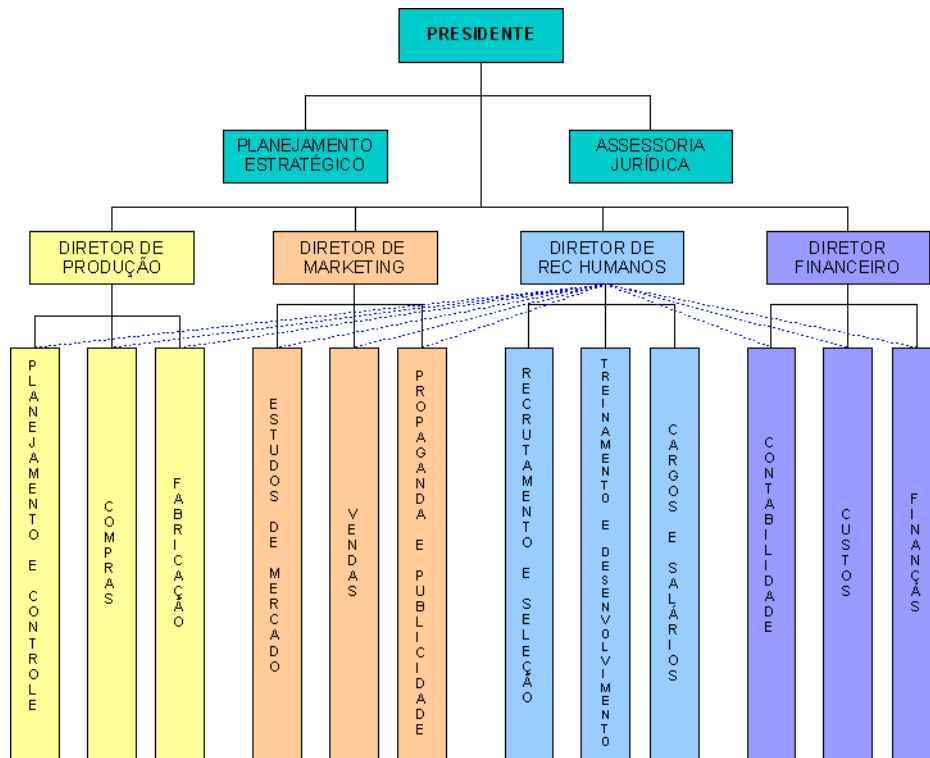 PRESIDENTE
PLANEJAMENTO
ESTRATÉGICO
ASSESSORIA
JURÍDICA
DIRETOR DE
PRODUÇÃO
DIRETOR DE
MARKETING
DIRETOR DE
REC HUMANOS
DIRETOR
FINANCEIRO
PLANEJAMENTO E CONTROLE
COMPRAS
FABRICAÇÃO
ESTUDOS DE MERCADO
VENDAS
PROPAGANDA E PUBLICIDADE
RECRUTAMENTO E SELEÇÃO
TREINAMENTO E DESENVOLVIMENTO
CARGOS E SALÁRIOS
CONTABILIDADE
CUSTOS
FINANÇAS